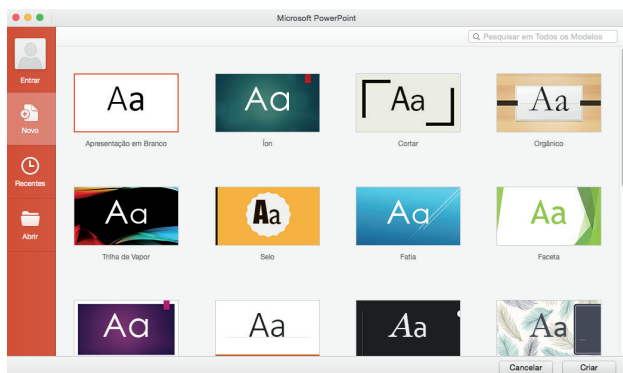 Microsoft PowerPoint
Pesquisar em Todos os Modelos
Entrar
Novo
Recentes
Abrir
Aa
Aa
Aa
Aa
Apresentação em Branco
Íon
Cortar
Orgânico
Aa
Aa
Aa
Aa
Trilha de Vapor
Selo
Fatia
Faceta
Aa
Aa
Aa
Aa
Cancelar
Criar